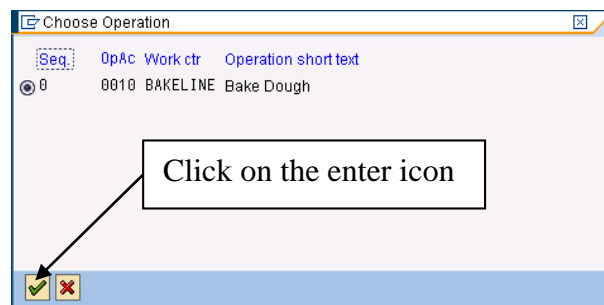 Choose Operation
Seq. OpAc Work ctr Operation short text
0 0010 BAKELINE Bake Dough
Click on the enter icon